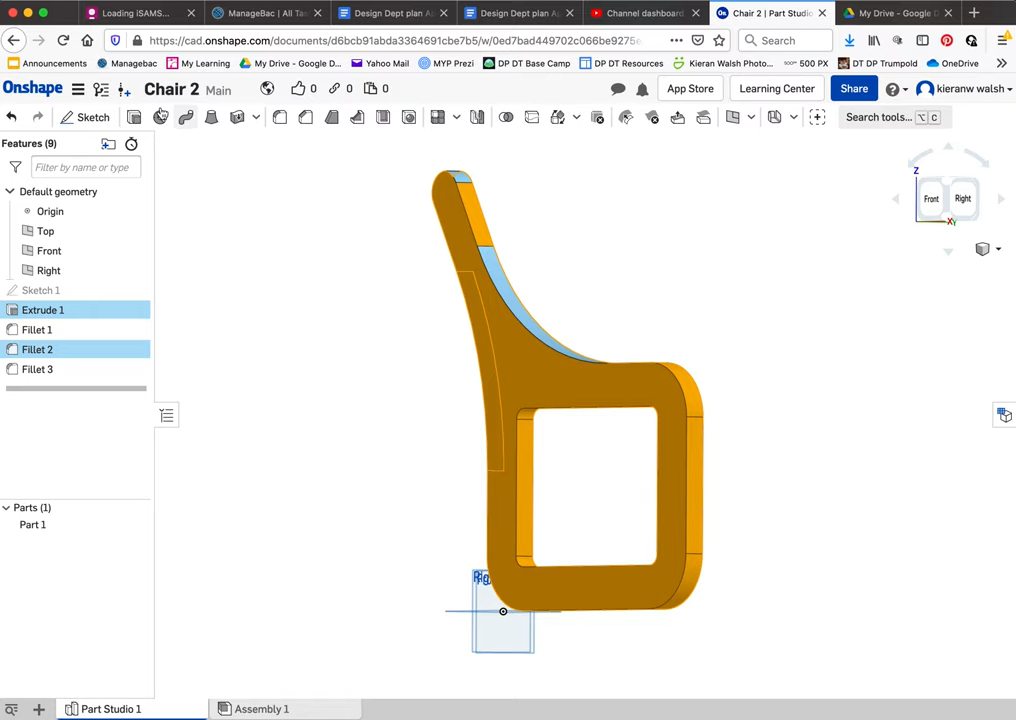 Loading iSAMS...
ManageBac | All Ta
Design Dept plan A
Design Dept plan A
Channel dashboard
Chair 2 | Part Studio
My Drive - Google D
https://cad.onshape.com/documents/d6bcb91abda3364691cbe7b5/w/0ed7bad449702c066be9275e
Search
Announcements
Managebac
My Learning
My Drive - Google D...
Yahoo Mail
MYP Prezi
DP DT Base Camp
DP DT Resources
Kieran Walsh Photo...
500 PX
DT DP Trumpold
OneDrive
Onshape
Chair 2 Main
0
0
0
App Store
Learning Center
Share
kieranw walsh
Sketch
Search tools...
C
Features (9)
Filter by name or type
Default geometry
Origin
Top
Front
Right
Sketch 1
Extrude 1
Fillet 1
Fillet 2
Fillet 3
Parts (1)
Part 1
Z
Front
Right
Part Studio 1
Assembly 1